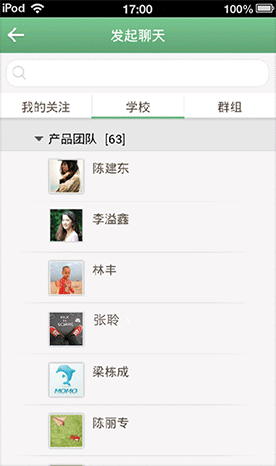 iPod 17:00 100%
发起聊天
我的关注 学校 群组
产品团队 [63]
陈建东
李溢鑫
林丰
张聆
梁栋成
MOMO
陈丽专